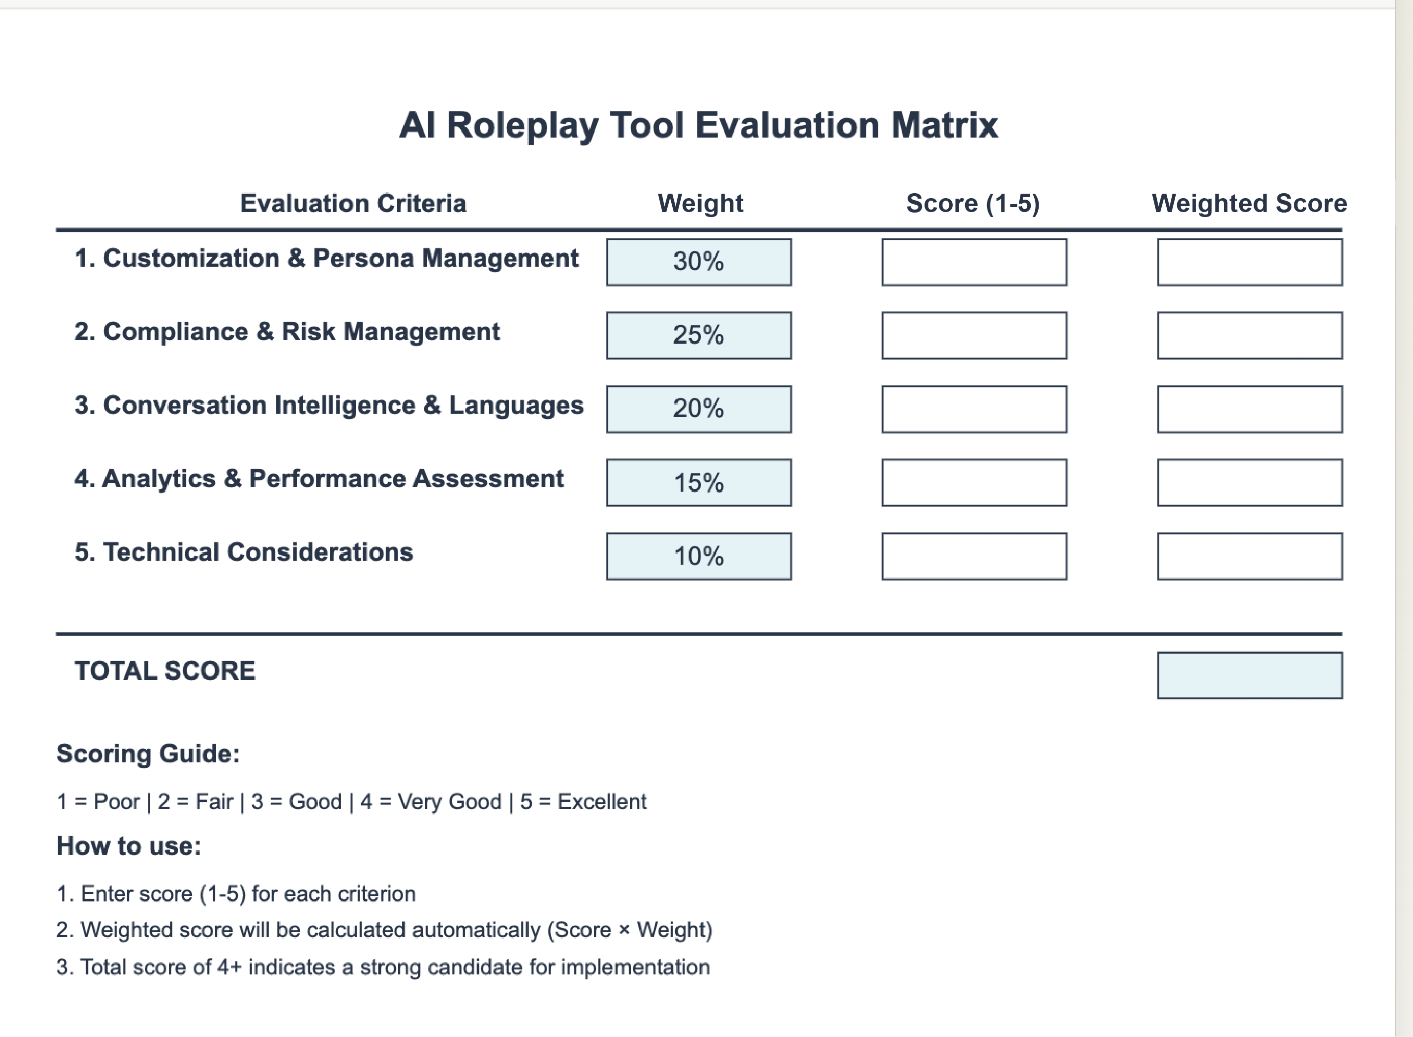 AI Roleplay Tool Evaluation Matrix
Evaluation Criteria Weight Score (1-5) Weighted Score
1. Customization & Persona Management 30%
2. Compliance & Risk Management 25%
3. Conversation Intelligence & Languages 20%
4. Analytics & Performance Assessment 15%
5. Technical Considerations 10%
TOTAL SCORE
Scoring Guide:
1 = Poor | 2 = Fair | 3 = Good | 4 = Very Good | 5 = Excellent
How to use:
1. Enter score (1-5) for each criterion
2. Weighted score will be calculated automatically (Score × Weight)
3. Total score of 4+ indicates a strong candidate for implementation